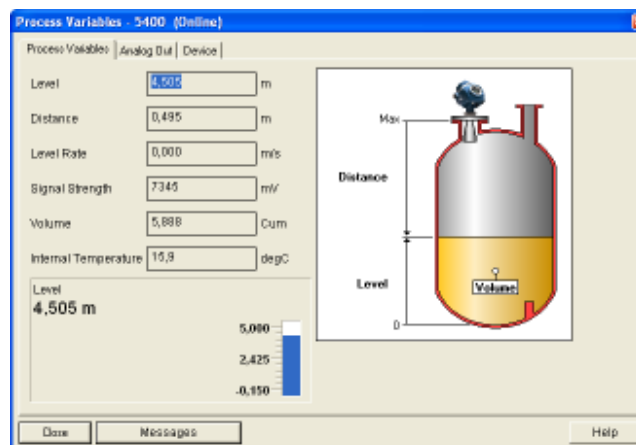 Process Variables - 5400 (Online)
Process Variables Analog Out Device
Level 4,505 m
Distance 0,495 m
Level Rate 0,000 m/s
Signal Strength 7345 mV
Volume 5,888 Cum
Internal Temperature 15,9 degC
Max
Distance
Level
Volume
0
Level
4,505 m
5,000
2,425
-0,150
Close Messages Help